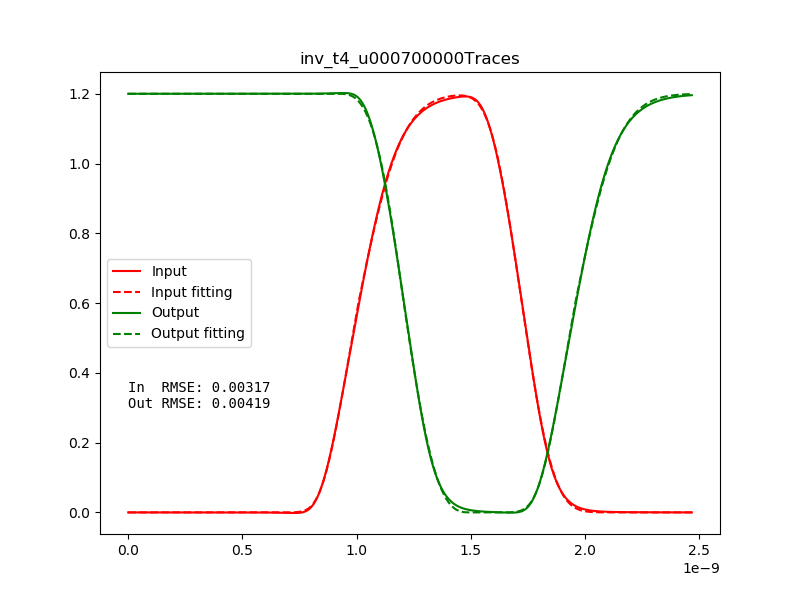 inv_t4_u000700000Traces
1.2
1.0
0.8
0.6
0.4
0.2
0.0
Input
Input fitting
Output
Output fitting
In  RMSE: 0.00317
Out RMSE: 0.00419
0.0
0.5
1.0
1.5
2.0
2.5
1e−9